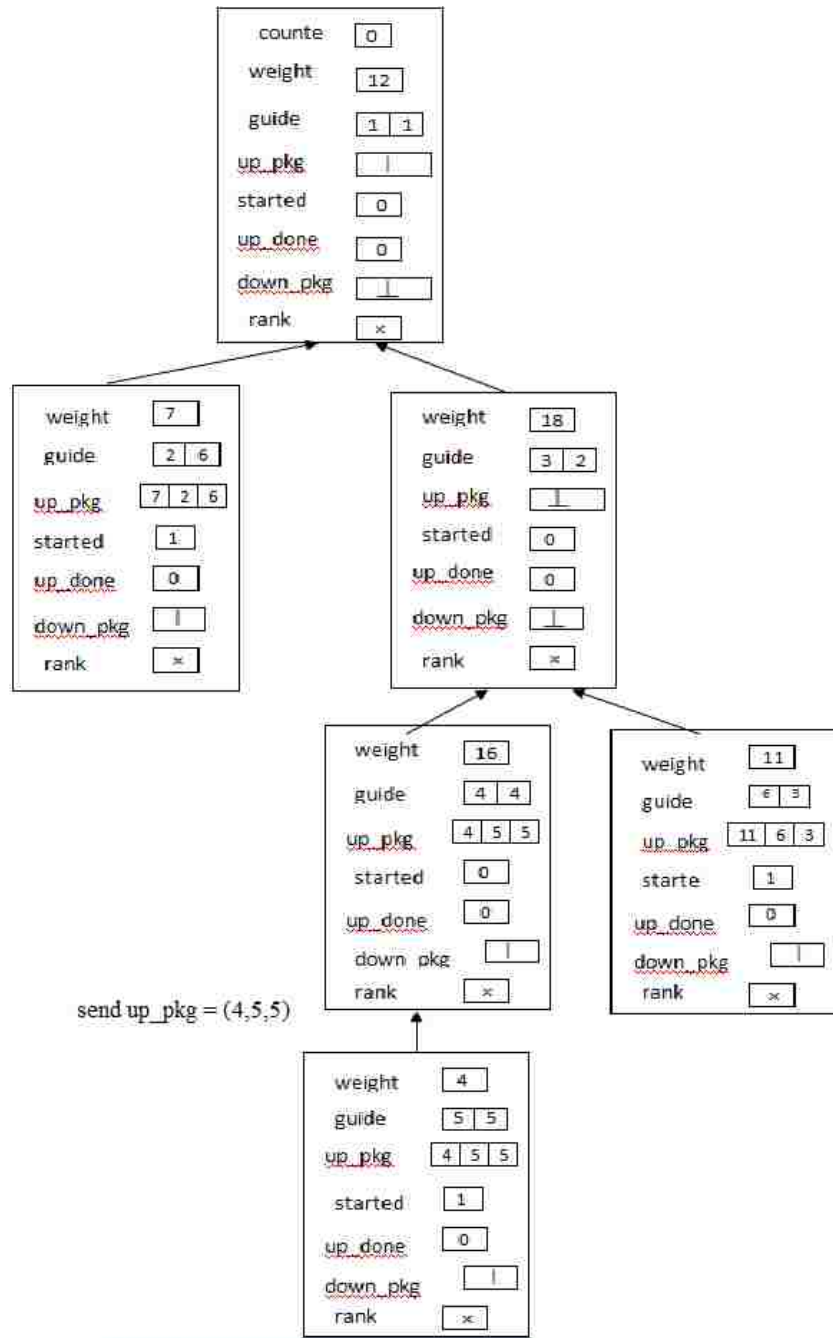 counte 0
weight 12
guide 1 1
up_pkg ⊥
started 0
up_done 0
down_pkg ⊥
rank ×
weight 7
guide 2 6
up_pkg 7 2 6
started 1
up_done 0
down_pkg ⊥
rank ×
weight 18
guide 3 2
up_pkg ⊥
started 0
up_done 0
down_pkg ⊥
rank ×
weight 16
guide 4 4
up_pkg 4 5 5
started 0
up_done 0
down pkg ⊥
rank ×
weight 11
guide 6 3
up_pkg 11 6 3
starte 1
up_done 0
down_pkg ⊥
rank ×
send up_pkg = (4,5,5)
weight 4
guide 5 5
up_pkg 4 5 5
started 1
up_done 0
down_pkg ⊥
rank ×